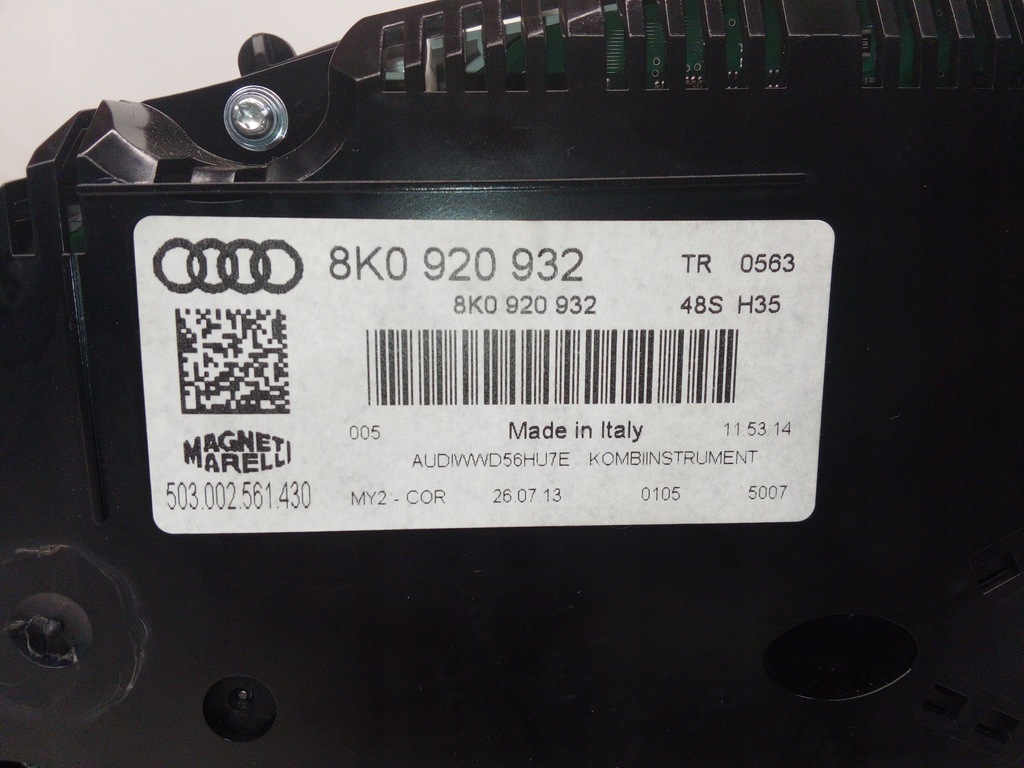 8K0 920 932 TR 0563
8K0 920 932 48S H35
005 Made in Italy 11.53.14
MAGNETI MARELLI
AUDIWWD56HU7E KOMBIINSTRUMENT
503.002.561.430 MY2 - COR 26.07.13 0105 5007